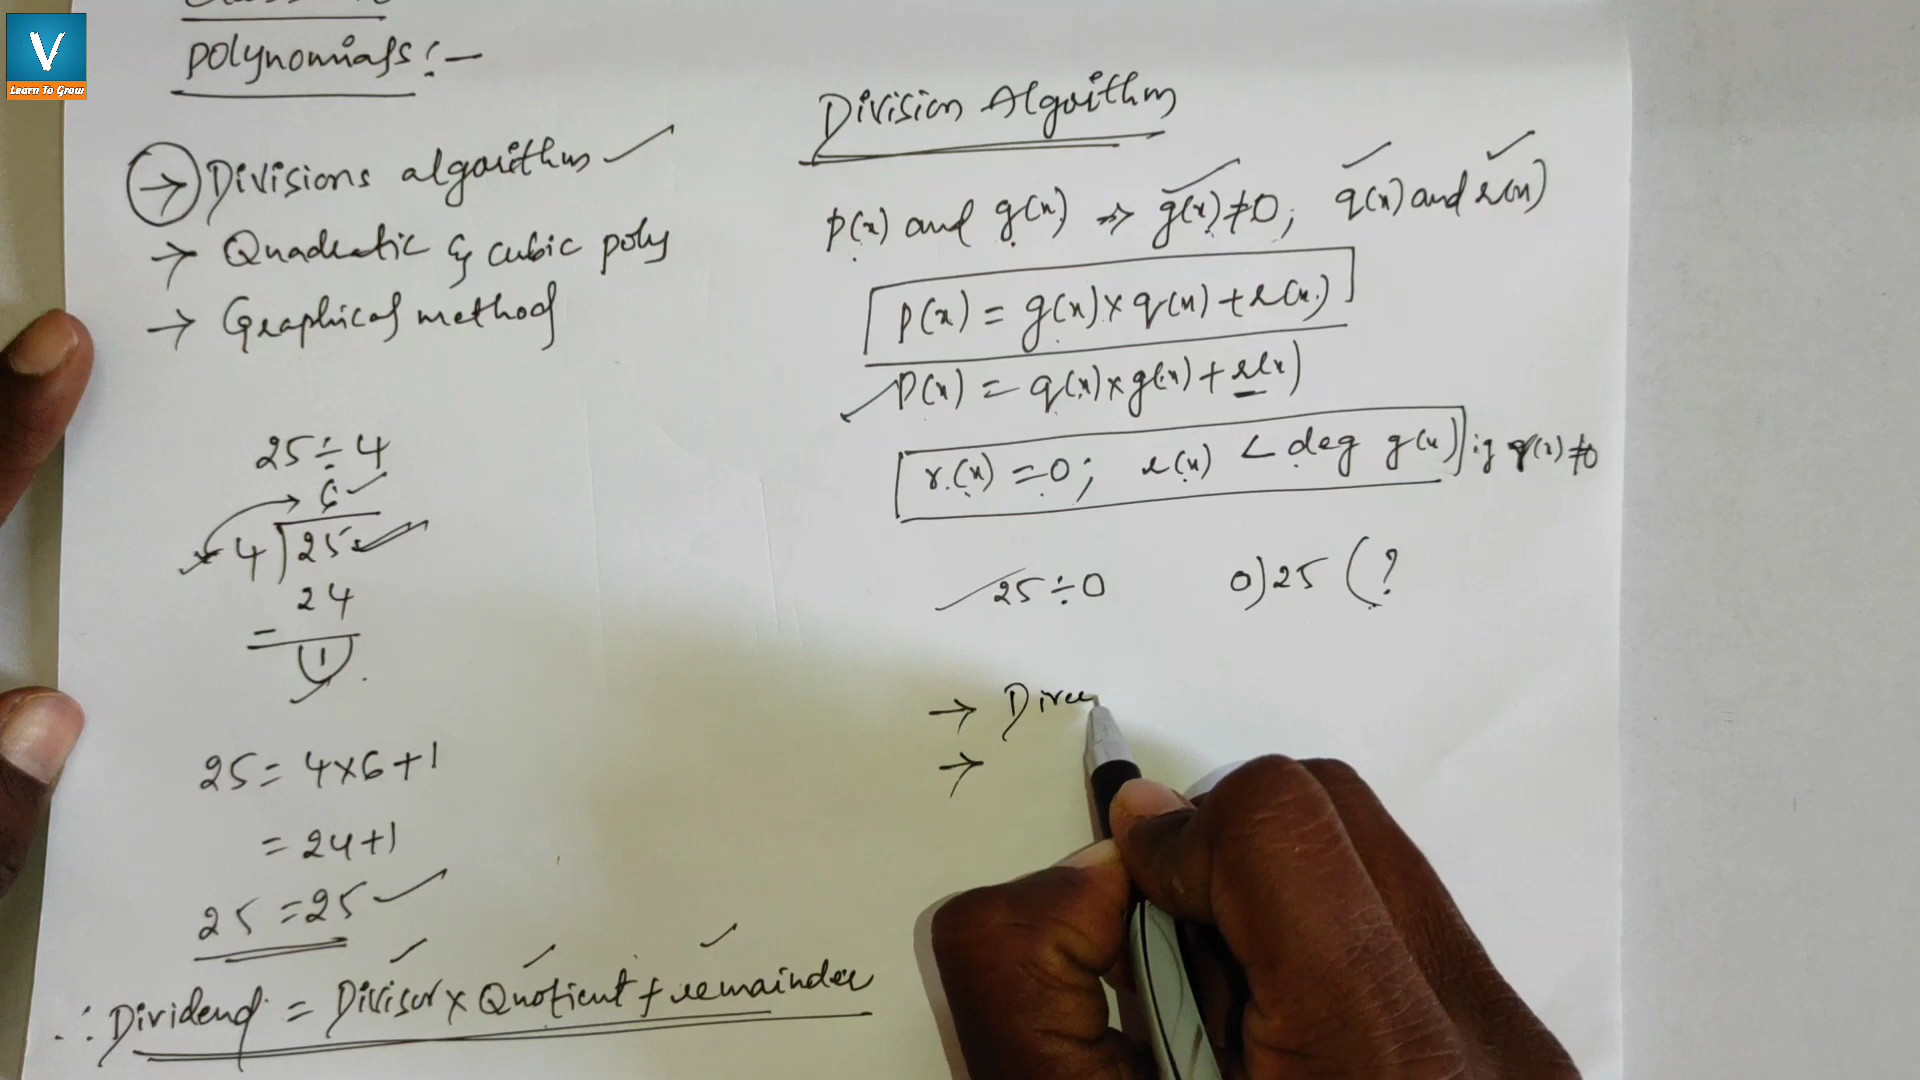 V
Learn To Grow
polynomials:-
→ Divisions algorithm ✓
→ Quadratic & cubic poly
→ Graphical method
25÷4
6 ✓
4)25
24
1
25 = 4×6+1
= 24+1
25 = 25 ✓
∴ Dividend = Divisor × Quotient + remainder
Division Algorithm
p(x) and g(x) ⇒ g(x)≠0; q(x) and r(x)
p(x) = g(x) × q(x) + r(x)
p(x) = q(x) × g(x) + r(x)
r(x) = 0; r(x) < deg g(x) if (x) ≠0
25÷0
0)25(?
→ Direc
→